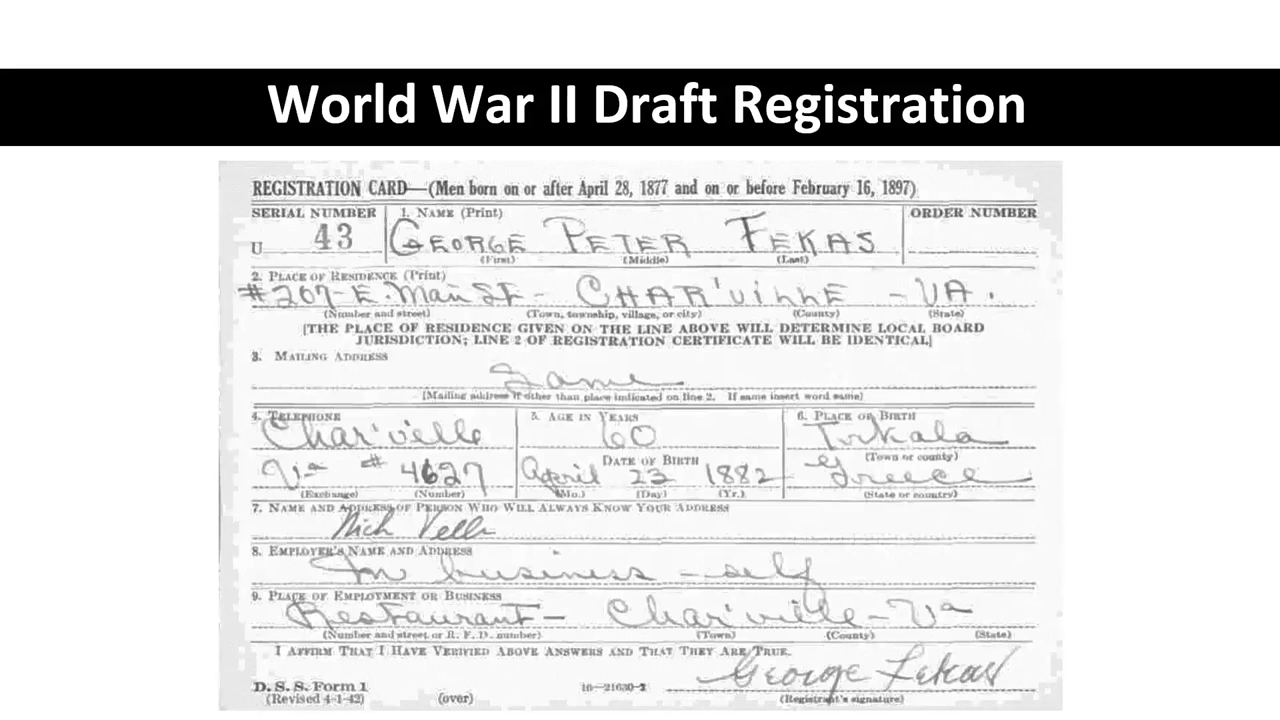 World War II Draft Registration
REGISTRATION CARD—(Men born on or after April 28, 1877 and on or before February 16, 1897)
SERIAL NUMBER 1. NAME (Print) ORDER NUMBER
U 43 GEORGE PETER FEKAS
(First) (Middle) (Last)
2. PLACE OF RESIDENCE (Print)
#207-E. Main St - CHAR'VILLE - VA.
(Number and street) (Town, township, village, or city) (County) (State)
[THE PLACE OF RESIDENCE GIVEN ON THE LINE ABOVE WILL DETERMINE LOCAL BOARD
JURISDICTION; LINE 2 OF REGISTRATION CERTIFICATE WILL BE IDENTICAL]
3. MAILING ADDRESS
Same
[Mailing address if other than place indicated on line 2. If same insert word same]
4. TELEPHONE 5. AGE IN YEARS 6. PLACE OF BIRTH
Char'ville 60
DATE OF BIRTH (Town or county)
Va # 4627 April 23 1882 Greece
(Exchange) (Number) (Mo.) (Day) (Yr.) (State or country)
7. NAME AND ADDRESS OF PERSON WHO WILL ALWAYS KNOW YOUR ADDRESS
Nick
8. EMPLOYER'S NAME AND ADDRESS
In business - self
9. PLACE OF EMPLOYMENT OR BUSINESS
Restaurant - Char'ville - Va
(Number and street or R. F. D. number) (Town) (County) (State)
I AFFIRM THAT I HAVE VERIFIED ABOVE ANSWERS AND THAT THEY ARE TRUE.
George Fekas
D. S. S. Form 1
(Revised 4-1-42) (over) 16—21630-2 (Registrant's signature)